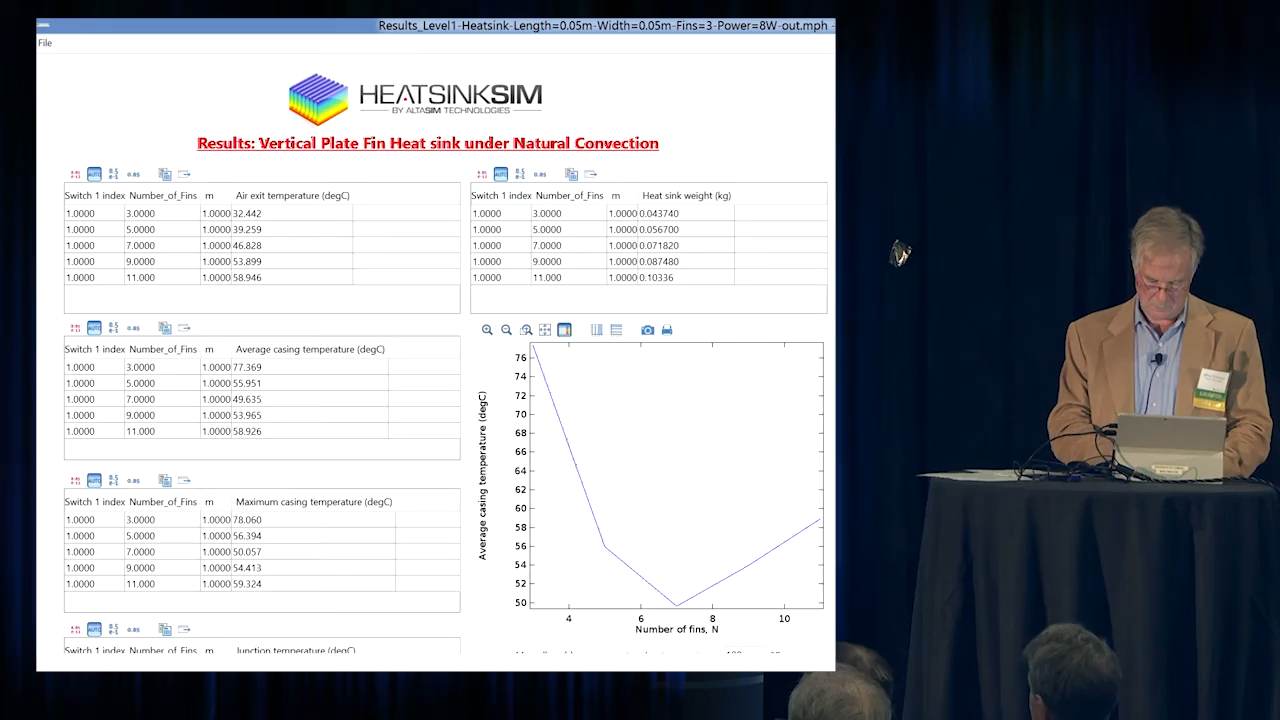 Results_Level1-Heatsink-Length=0.05m-Width=0.05m-Fins=3-Power=8W-out.mph -
File
HEATSINKSIM
BY ALTASIM TECHNOLOGIES
Results: Vertical Plate Fin Heat sink under Natural Convection
Switch 1 index Number_of_Fins m Air exit temperature (degC)
1.0000 3.0000 1.0000 32.442
1.0000 5.0000 1.0000 39.259
1.0000 7.0000 1.0000 46.828
1.0000 9.0000 1.0000 53.899
1.0000 11.000 1.0000 58.946
Switch 1 index Number_of_Fins m Average casing temperature (degC)
1.0000 3.0000 1.0000 77.369
1.0000 5.0000 1.0000 55.951
1.0000 7.0000 1.0000 49.635
1.0000 9.0000 1.0000 53.965
1.0000 11.000 1.0000 58.926
Switch 1 index Number_of_Fins m Maximum casing temperature (degC)
1.0000 3.0000 1.0000 78.060
1.0000 5.0000 1.0000 56.394
1.0000 7.0000 1.0000 50.057
1.0000 9.0000 1.0000 54.413
1.0000 11.000 1.0000 59.324
Switch 1 index Number_of_Fins m Junction temperature (degC)
Switch 1 index Number_of_Fins m Heat sink weight (kg)
1.0000 3.0000 1.0000 0.043740
1.0000 5.0000 1.0000 0.056700
1.0000 7.0000 1.0000 0.071820
1.0000 9.0000 1.0000 0.087480
1.0000 11.000 1.0000 0.10336
Average casing temperature (degC)
76
74
72
70
68
66
64
62
60
58
56
54
52
50
4 6 8 10
Number of fins, N